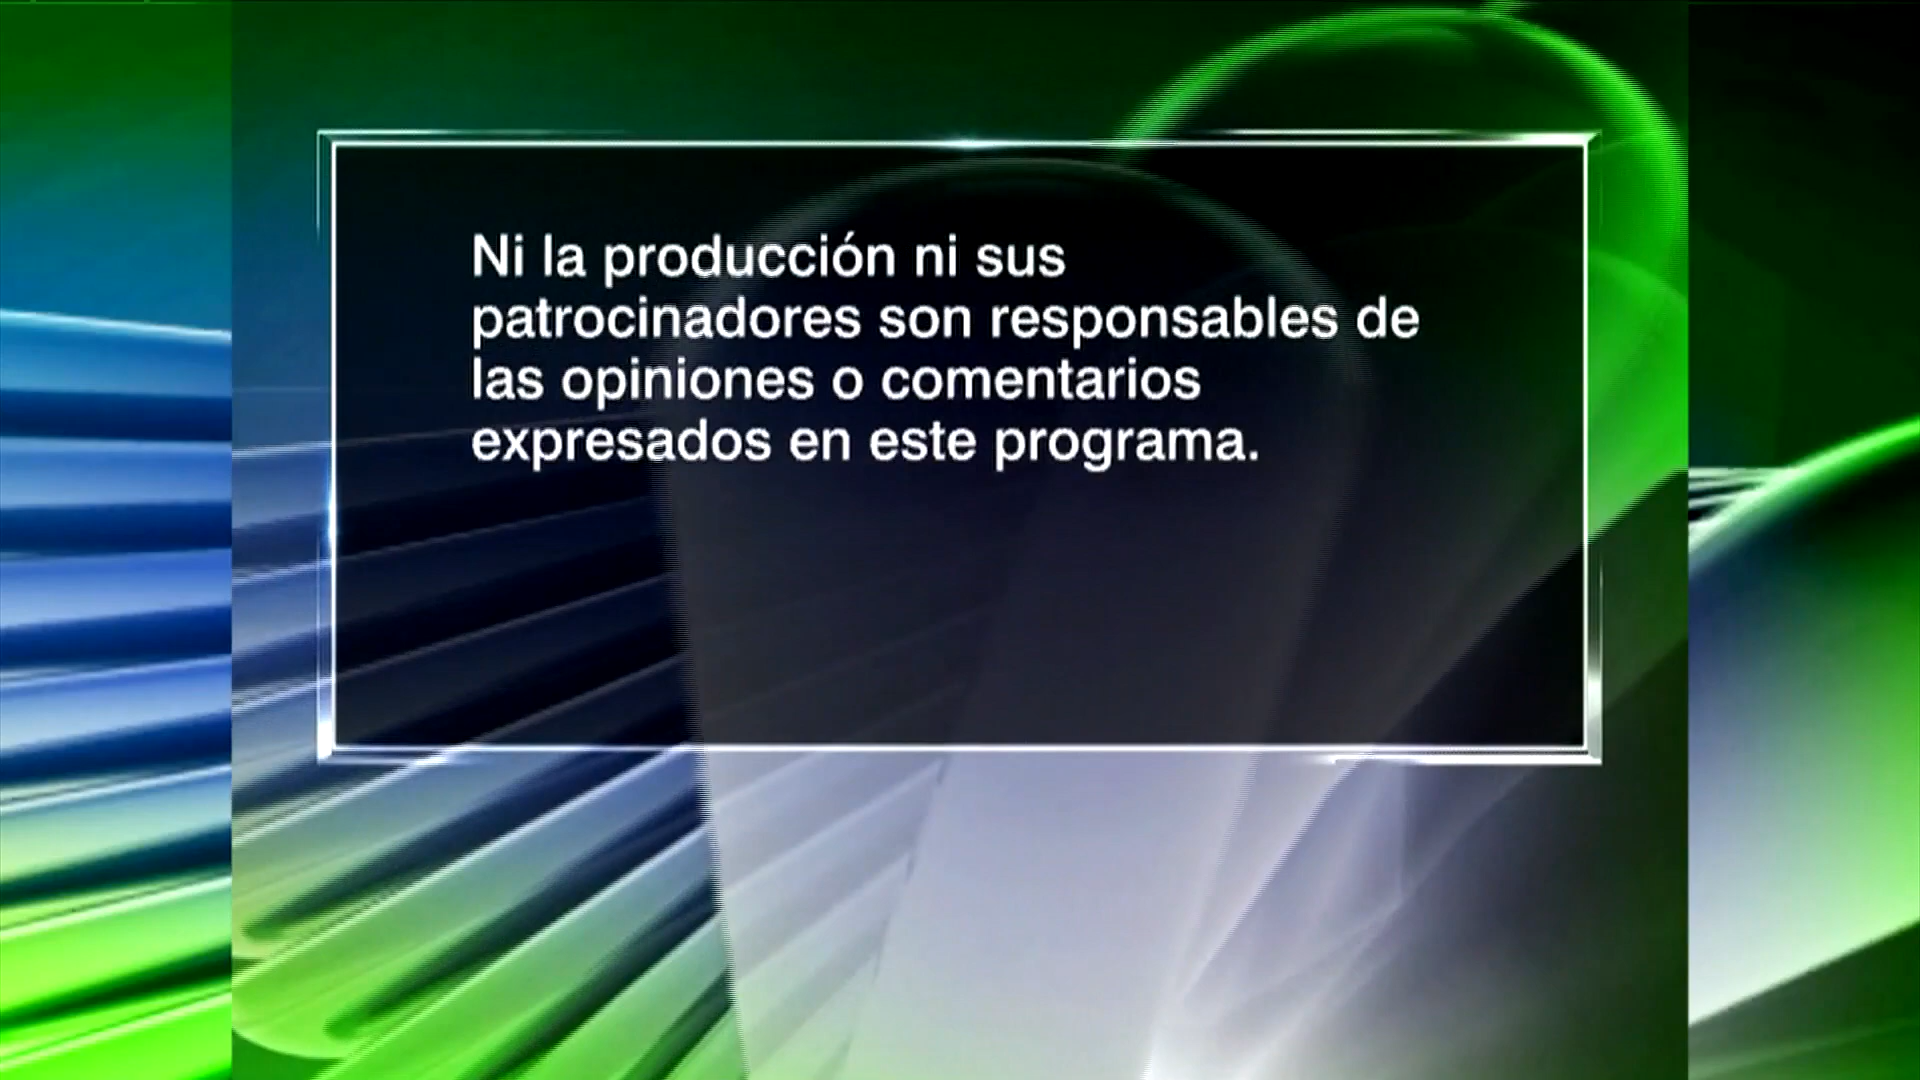 Ni la producción ni sus
patrocinadores son responsables de
las opiniones o comentarios
expresados en este programa.